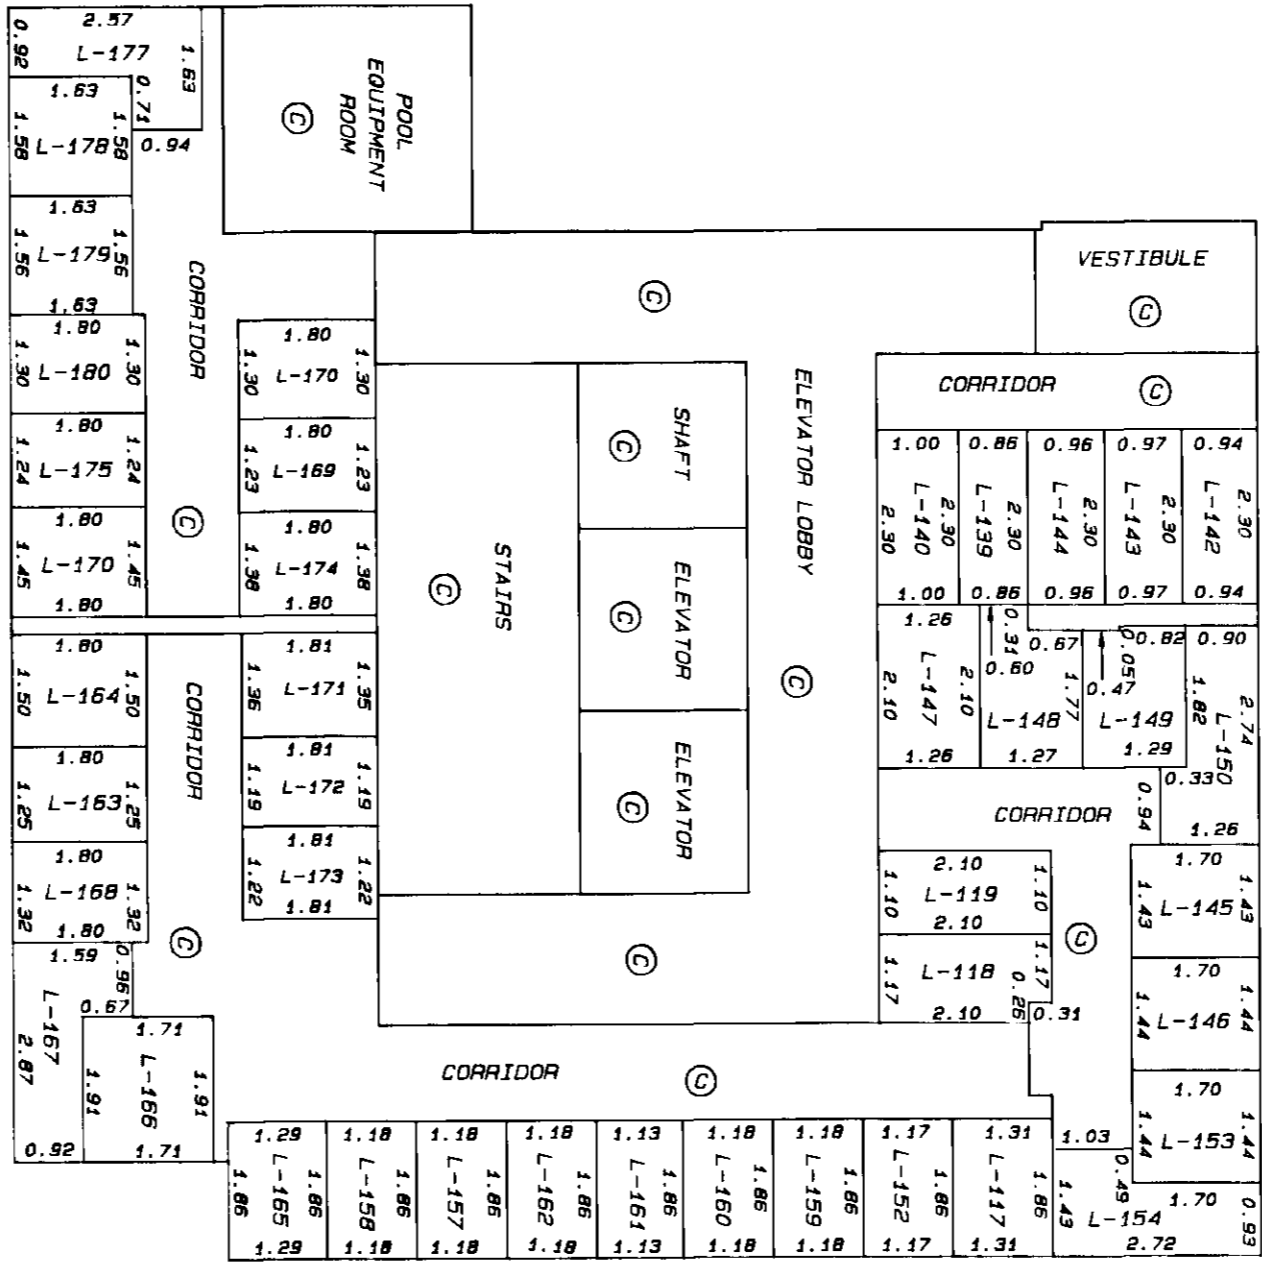 2.57
0.92
L-177
1.63
0.71
0.94
1.63
1.58
L-178
1.58
1.63
1.56
L-179
1.56
1.63
1.80
1.30
L-180
1.30
1.80
1.24
L-175
1.24
1.80
1.45
L-170
1.45
1.80
POOL
EQUIPMENT
ROOM
C
CORRIDOR
C
1.80
1.30
L-170
1.30
1.80
1.23
L-169
1.23
1.80
1.38
L-174
1.38
1.80
1.80
1.50
L-164
1.50
1.80
1.25
L-163
1.25
1.80
1.32
L-168
1.32
1.80
1.59
0.96
0.67
L-167
2.87
0.92
1.71
1.91
L-166
1.91
1.71
CORRIDOR
C
1.81
1.36
L-171
1.35
1.81
1.19
L-172
1.19
1.81
1.22
L-173
1.22
1.81
C
STAIRS
C
SHAFT
C
ELEVATOR
C
ELEVATOR
C
ELEVATOR LOBBY
C
C
VESTIBULE
C
CORRIDOR
C
1.00
L-140
2.30
2.30
1.00
0.86
L-139
2.30
0.86
0.96
L-144
2.30
0.96
0.97
L-143
2.30
0.97
0.94
L-142
2.30
0.94
1.26
L-147
2.10
2.10
1.26
0.31
0.60
0.67
1.77
L-148
1.27
0.05
0.82
0.47
L-149
1.82
1.29
0.90
2.74
L-150
0.33
0.94
1.26
CORRIDOR
C
2.10
1.10
L-119
1.10
2.10
1.17
L-118
1.17
0.26
2.10
0.31
1.70
1.43
L-145
1.43
1.70
1.44
L-146
1.44
1.70
1.44
L-153
1.44
1.03
0.49
1.70
1.43
L-154
0.93
2.72
CORRIDOR
C
1.29
1.86
L-165
1.86
1.29
1.18
L-158
1.86
1.18
1.18
L-157
1.86
1.18
1.18
L-162
1.86
1.18
1.13
L-161
1.86
1.13
1.18
L-160
1.86
1.18
1.18
L-159
1.86
1.18
1.17
L-152
1.86
1.17
1.31
L-117
1.86
1.31